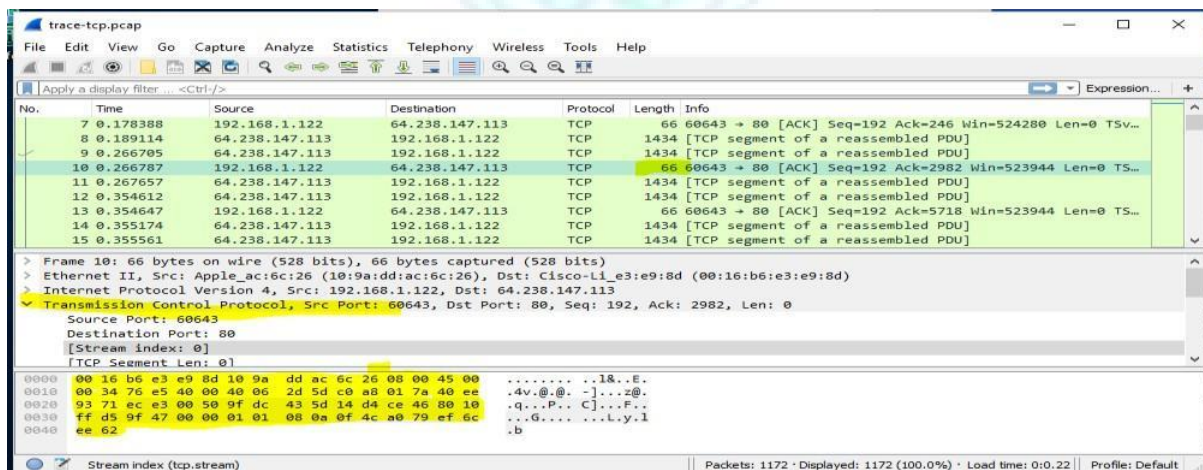 trace-tcp.pcap
File Edit View Go Capture Analyze Statistics Telephony Wireless Tools Help
Apply a display filter ... <Ctrl-/> Expression... +
No. Time Source Destination Protocol Length Info
7 0.178388 192.168.1.122 64.238.147.113 TCP 66 60643 → 80 [ACK] Seq=192 Ack=246 Win=524280 Len=0 TSv…
8 0.189114 64.238.147.113 192.168.1.122 TCP 1434 [TCP segment of a reassembled PDU]
9 0.266705 64.238.147.113 192.168.1.122 TCP 1434 [TCP segment of a reassembled PDU]
10 0.266787 192.168.1.122 64.238.147.113 TCP 66 60643 → 80 [ACK] Seq=192 Ack=2982 Win=523944 Len=0 TS…
11 0.267657 64.238.147.113 192.168.1.122 TCP 1434 [TCP segment of a reassembled PDU]
12 0.354612 64.238.147.113 192.168.1.122 TCP 1434 [TCP segment of a reassembled PDU]
13 0.354647 192.168.1.122 64.238.147.113 TCP 66 60643 → 80 [ACK] Seq=192 Ack=5718 Win=523944 Len=0 TS…
14 0.355174 64.238.147.113 192.168.1.122 TCP 1434 [TCP segment of a reassembled PDU]
15 0.355561 64.238.147.113 192.168.1.122 TCP 1434 [TCP segment of a reassembled PDU]
> Frame 10: 66 bytes on wire (528 bits), 66 bytes captured (528 bits)
> Ethernet II, Src: Apple_ac:6c:26 (10:9a:dd:ac:6c:26), Dst: Cisco-Li_e3:e9:8d (00:16:b6:e3:e9:8d)
> Internet Protocol Version 4, Src: 192.168.1.122, Dst: 64.238.147.113
Transmission Control Protocol, Src Port: 60643, Dst Port: 80, Seq: 192, Ack: 2982, Len: 0
Source Port: 60643
Destination Port: 80
[Stream index: 0]
[TCP Segment Len: 0]
0000 00 16 b6 e3 e9 8d 10 9a dd ac 6c 26 08 00 45 00 ........ ..l&..E.
0010 00 34 76 e5 40 00 40 06 2d 5d c0 a8 01 7a 40 ee .4v.@.@. -]...z@.
0020 93 71 ec e3 00 50 9f dc 43 5d 14 d4 ce 46 80 10 .q...P.. C]...F..
0030 ff d5 9f 47 00 00 01 01 08 0a 0f 4c a0 79 ef 6c ...G.... ...L.y.l
0040 ee 62 .b
Stream index (tcp.stream) Packets: 1172 · Displayed: 1172 (100.0%) · Load time: 0:0.22 Profile: Default